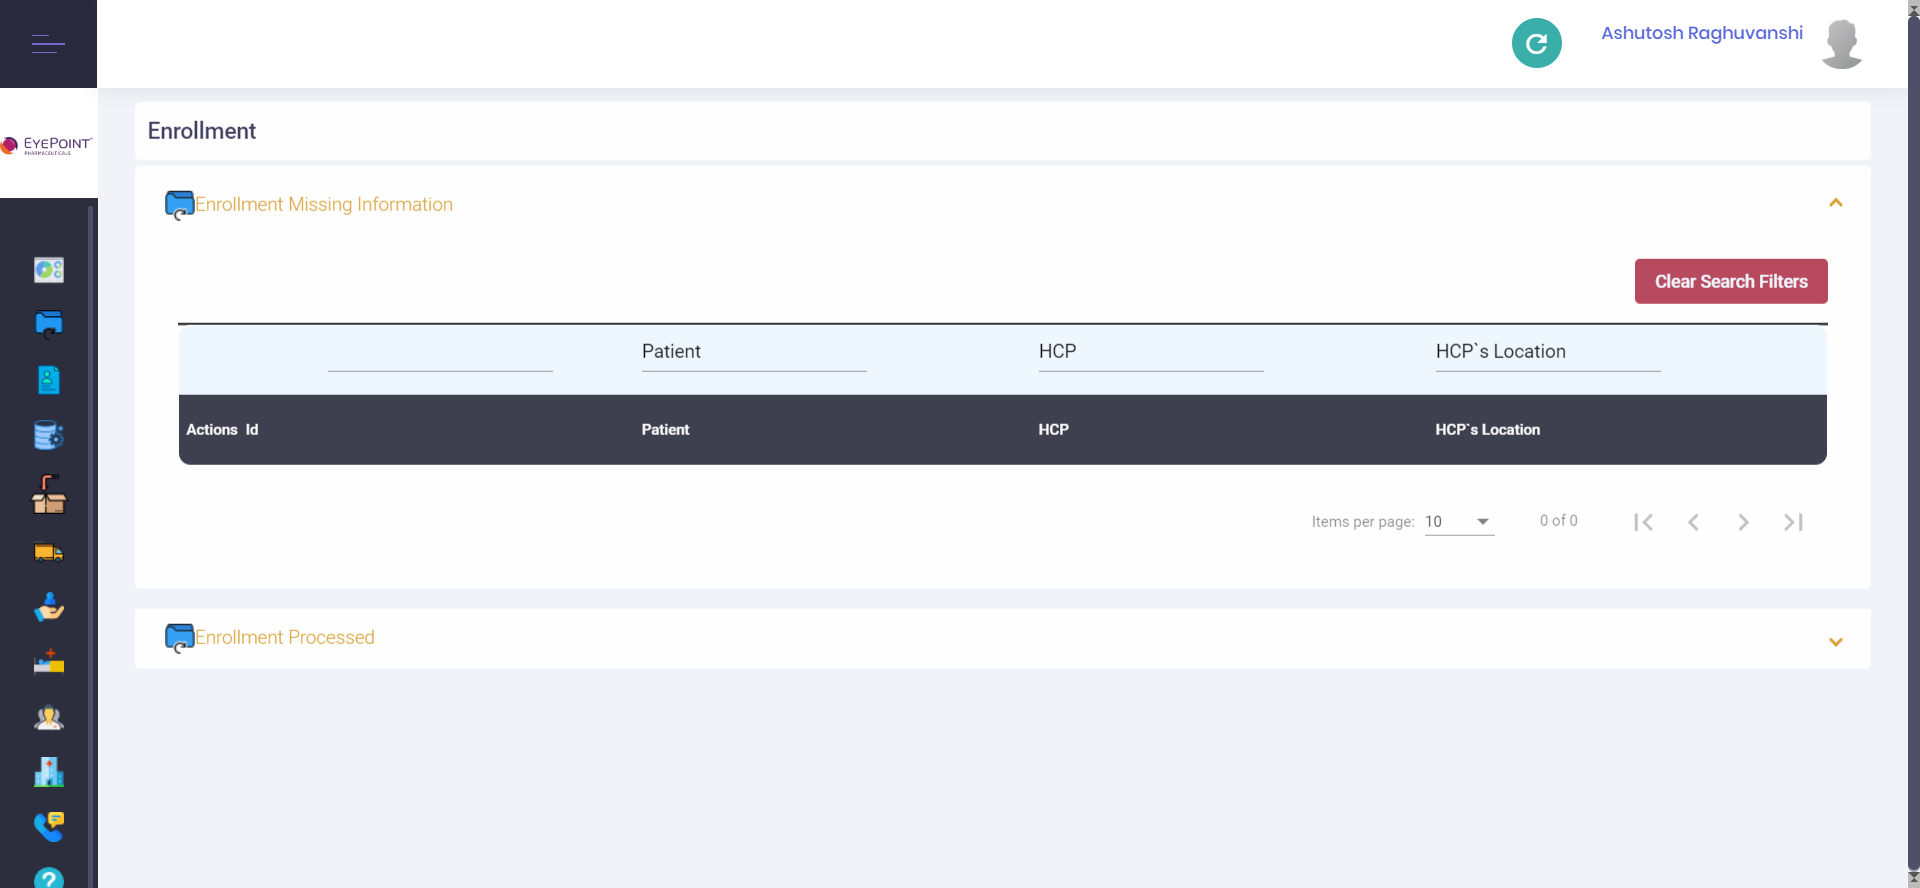 Ashutosh Raghuvanshi
EYEPOINT
PHARMACEUTICALS
Enrollment
Enrollment Missing Information
Clear Search Filters
Patient HCP HCP`s Location
Actions Id Patient HCP HCP`s Location
Items per page: 10 0 of 0
Enrollment Processed
?